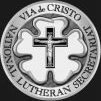 VIA de CRISTO
NATIONAL LUTHERAN SECRETARIAT